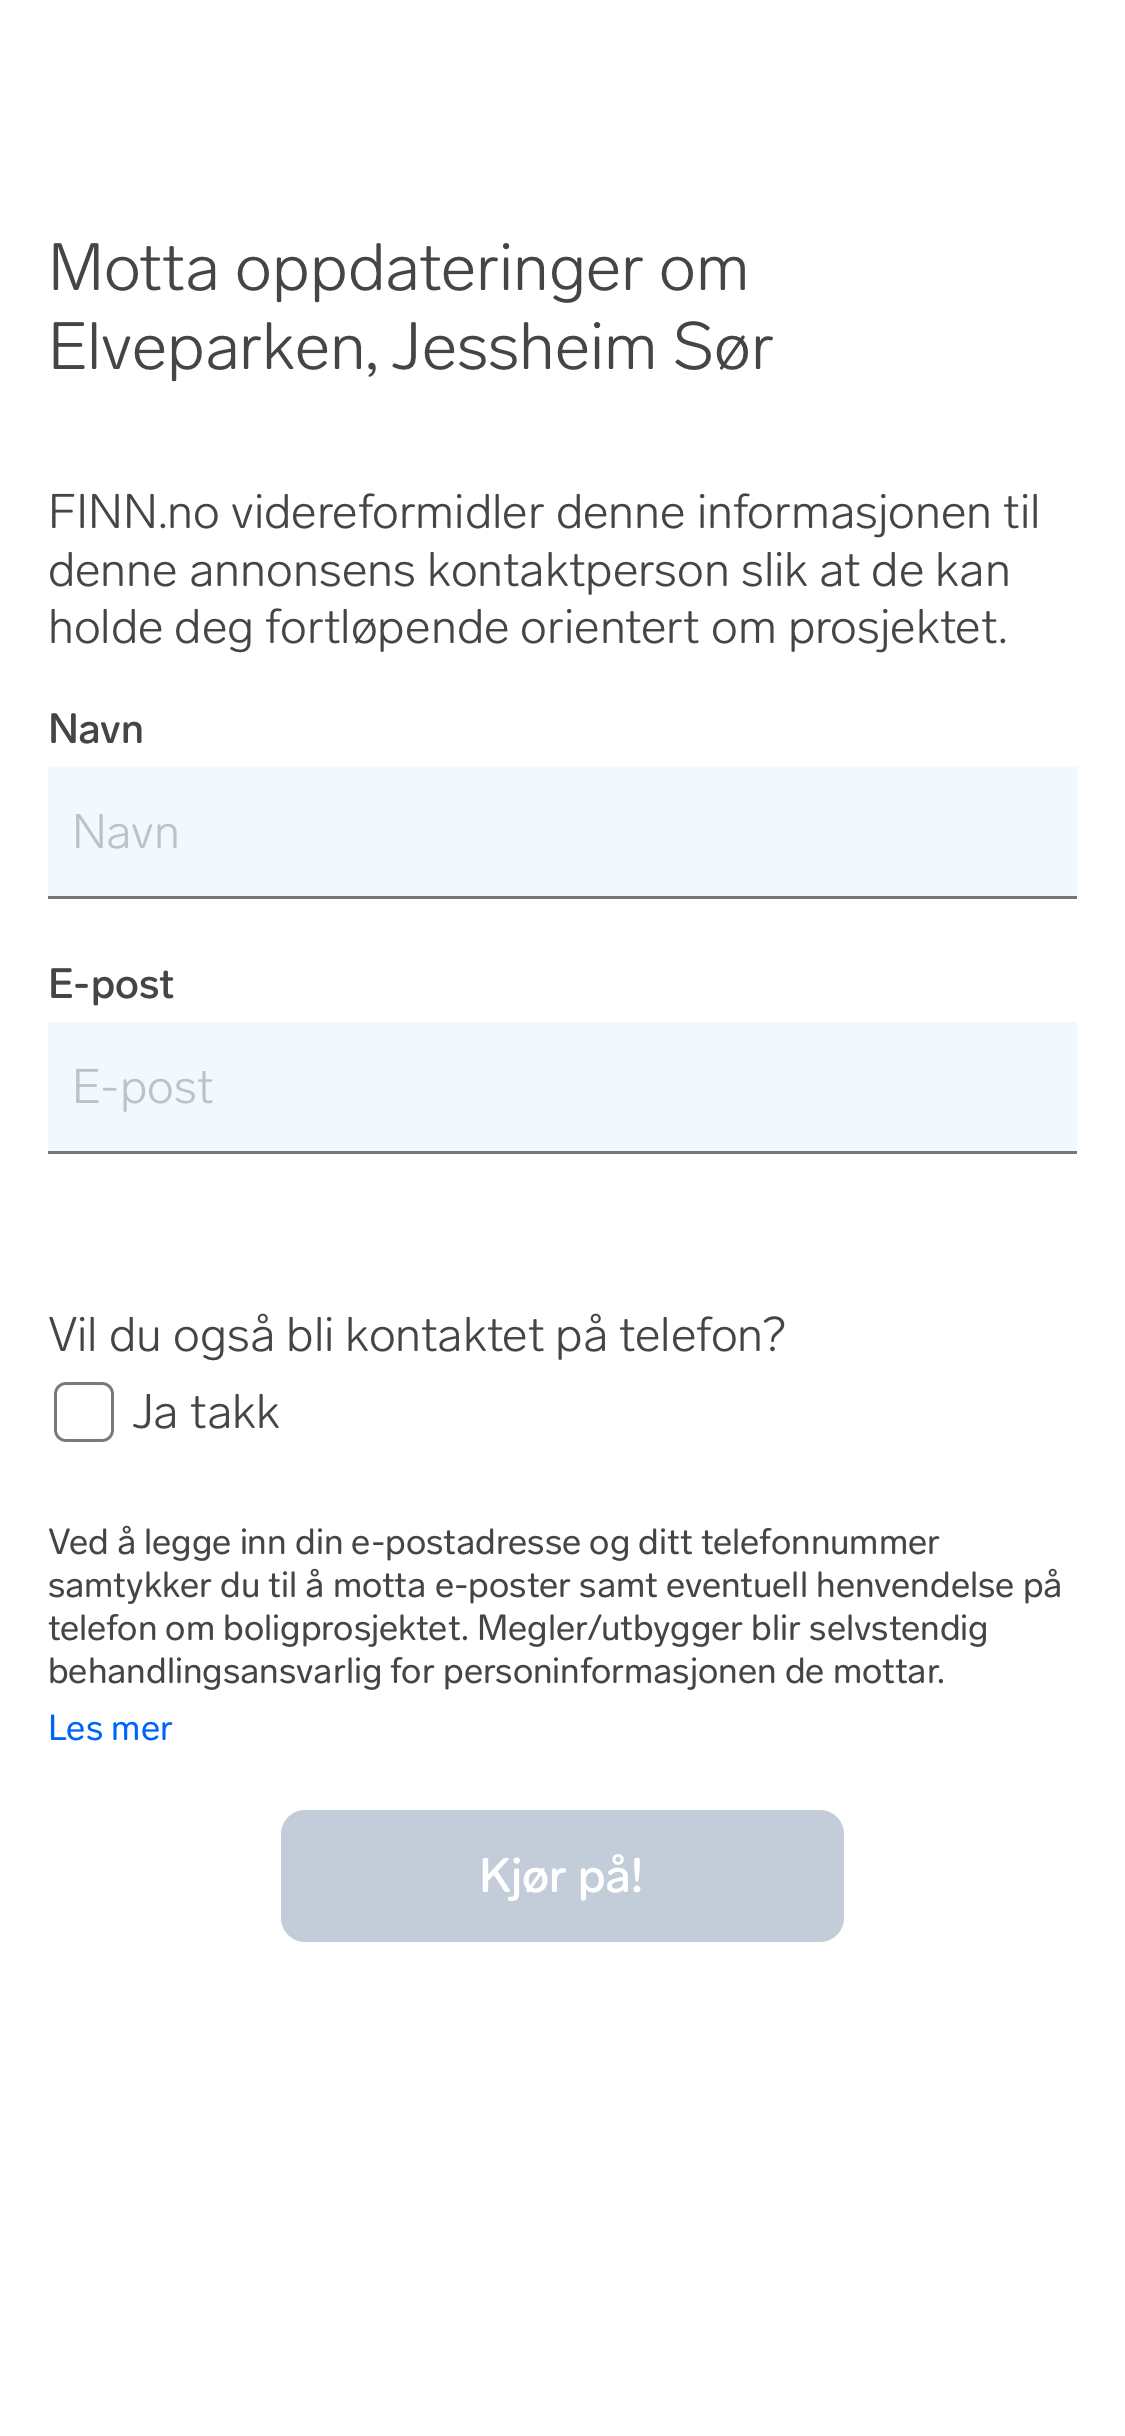 Motta oppdateringer om
Elveparken, Jessheim Sør
FINN.no videreformidler denne informasjonen til
denne annonsens kontaktperson slik at de kan
holde deg fortløpende orientert om prosjektet.
Navn
Navn
E-post
E-post
Vil du også bli kontaktet på telefon?
Ja takk
Ved å legge inn din e-postadresse og ditt telefonnummer
samtykker du til å motta e-poster samt eventuell henvendelse på
telefon om boligprosjektet. Megler/utbygger blir selvstendig
behandlingsansvarlig for personinformasjonen de mottar.
Les mer
Kjør på!